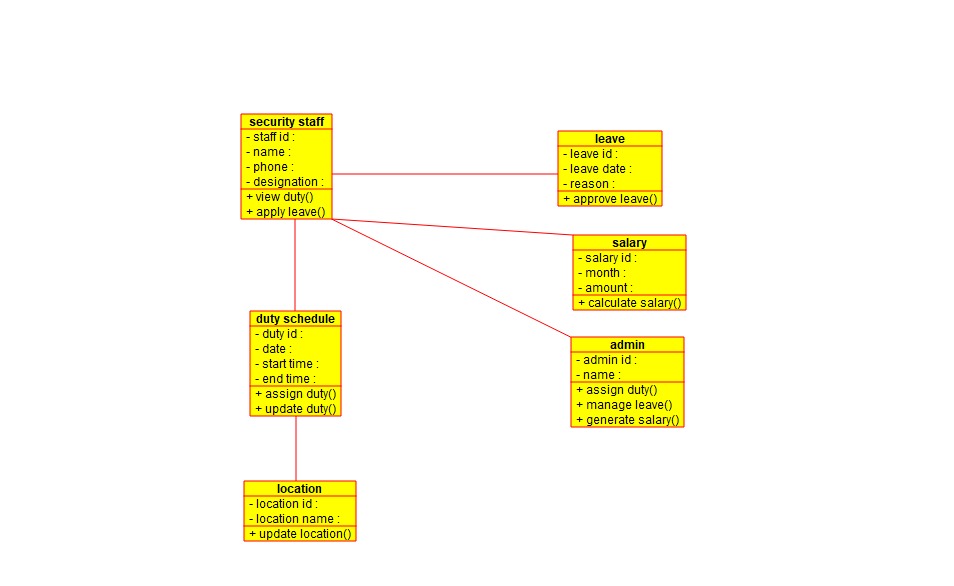 security staff
- staff id :
- name :
- phone :
- designation :
+ view duty()
+ apply leave()
leave
- leave id :
- leave date :
- reason :
+ approve leave()
salary
- salary id :
- month :
- amount :
+ calculate salary()
duty schedule
- duty id :
- date :
- start time :
- end time :
+ assign duty()
+ update duty()
admin
- admin id :
- name :
+ assign duty()
+ manage leave()
+ generate salary()
location
- location id :
- location name :
+ update location()